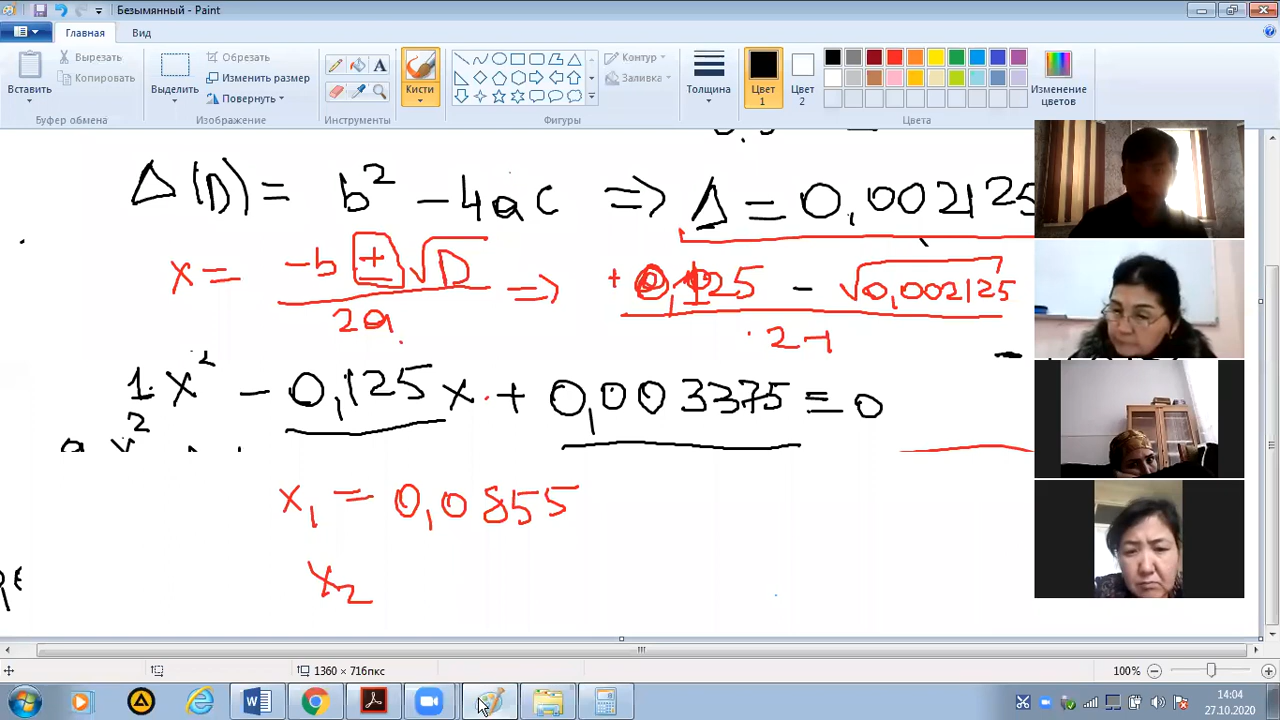 Безымянный - Paint
Главная
Вид
Вставить
Вырезать
Копировать
Буфер обмена
Выделить
Обрезать
Изменить размер
Повернуть
Изображение
Инструменты
Кисти
Контур
Заливка
Фигуры
Толщина
Цвет 1
Цвет 2
Изменение цветов
Цвета
Δ(D) = b² - 4ac => Δ = 0,002125
x = -b ± √D / 2a => + 0,125 - √0,002125 / 2·1
1·x² - 0,125x + 0,003375 = 0
x₁ = 0,0855
x₂
1360 × 716пкс
100%
14:04
27.10.2020